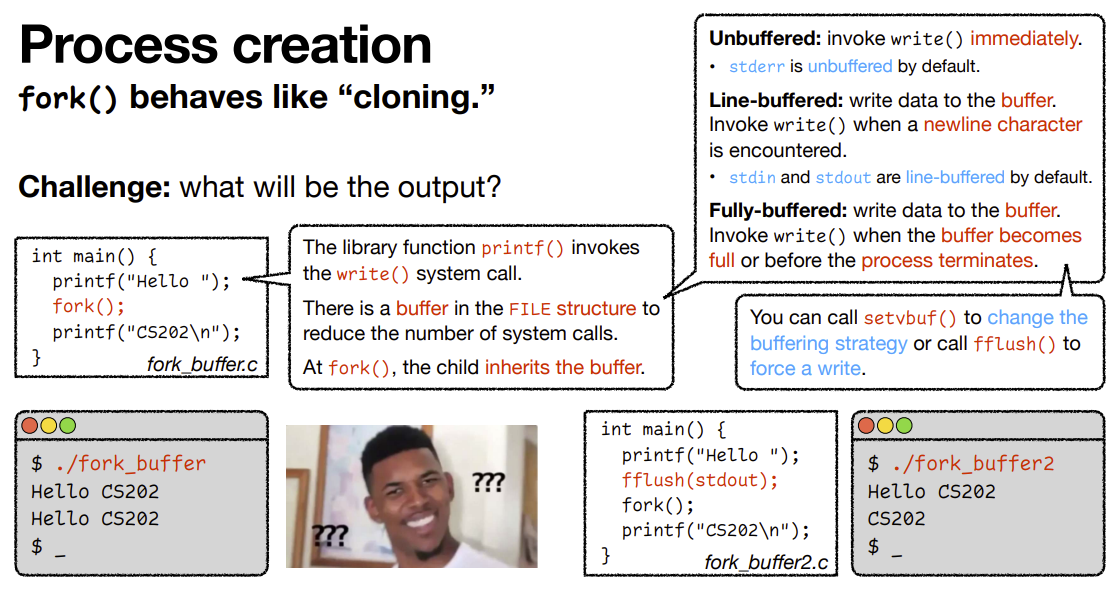 Process creation
fork() behaves like “cloning.”
Challenge: what will be the output?
int main() {
printf("Hello ");
fork();
printf("CS202\n");
}
fork_buffer.c
The library function printf() invokes
the write() system call.
There is a buffer in the FILE structure to
reduce the number of system calls.
At fork(), the child inherits the buffer.
Unbuffered: invoke write() immediately.
• stderr is unbuffered by default.
Line-buffered: write data to the buffer.
Invoke write() when a newline character
is encountered.
• stdin and stdout are line-buffered by default.
Fully-buffered: write data to the buffer.
Invoke write() when the buffer becomes
full or before the process terminates.
You can call setvbuf() to change the
buffering strategy or call fflush() to
force a write.
$ ./fork_buffer
Hello CS202
Hello CS202
$ _
???
???
int main() {
printf("Hello ");
fflush(stdout);
fork();
printf("CS202\n");
}
fork_buffer2.c
$ ./fork_buffer2
Hello CS202
CS202
$ _